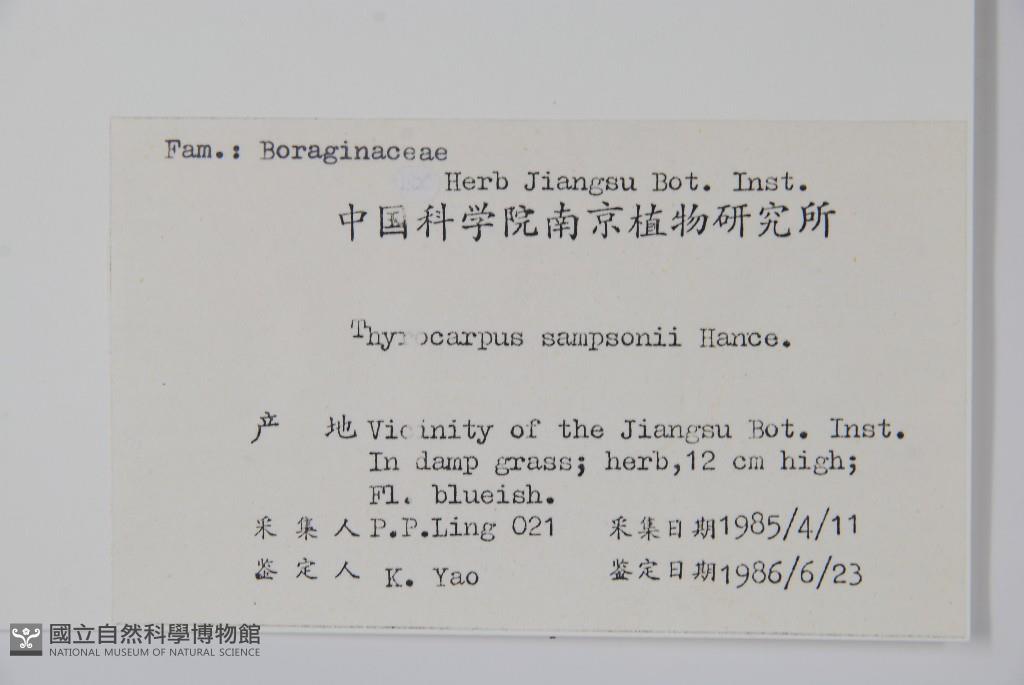 Fam.: Boraginaceae
Herb Jiangsu Bot. Inst.
中国科学院南京植物研究所
Thyrocarpus sampsonii Hance.
产 地 Vicinity of the Jiangsu Bot. Inst.
In damp grass; herb,12 cm high;
Fl. blueish.
采集人 P.P.Ling 021 采集日期 1985/4/11
鉴定人 K. Yao 鉴定日期 1986/6/23
國立自然科學博物館
NATIONAL MUSEUM OF NATURAL SCIENCE